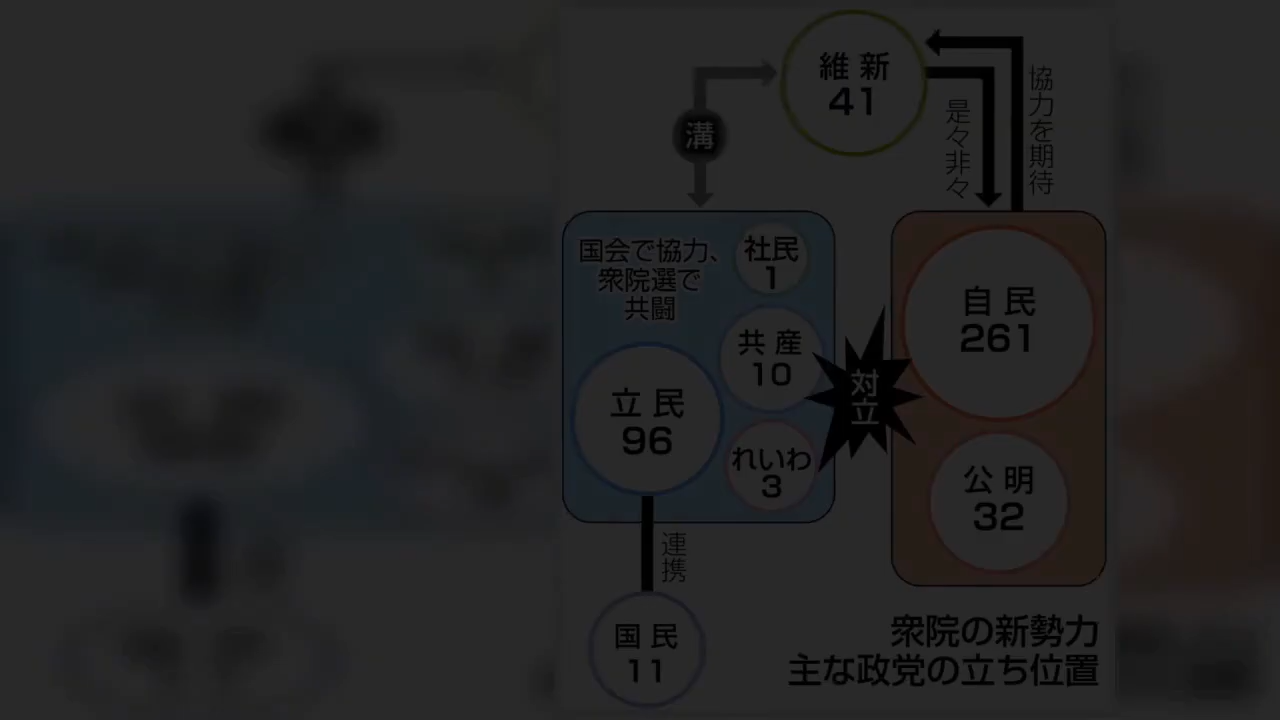 維新
41
協力を期待
是々非々
溝
国会で協力、
衆院選で
共闘
社民
1
共産
10
立民
96
れいわ
3
対立
自民
261
公明
32
連携
国民
11
衆院の新勢力
主な政党の立ち位置